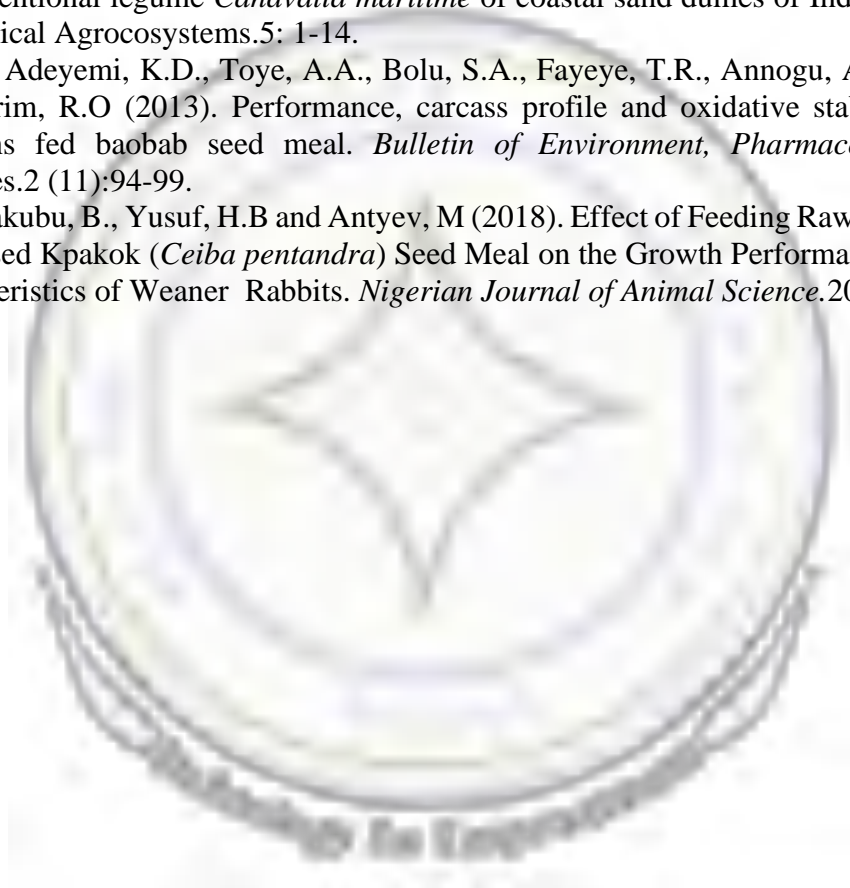 entional legume Canavalia maritime of coastal sand dunes of Ind
ical Agrocosystems.5: 1-14.
Adeyemi, K.D., Toye, A.A., Bolu, S.A., Fayeye, T.R., Annogu, A
rim, R.O (2013). Performance, carcass profile and oxidative stab
s fed baobab seed meal. Bulletin of Environment, Pharmaco
es.2 (11):94-99.
akubu, B., Yusuf, H.B and Antyev, M (2018). Effect of Feeding Raw
ed Kpakok (Ceiba pentandra) Seed Meal on the Growth Performa
eristics of Weaner Rabbits. Nigerian Journal of Animal Science.20